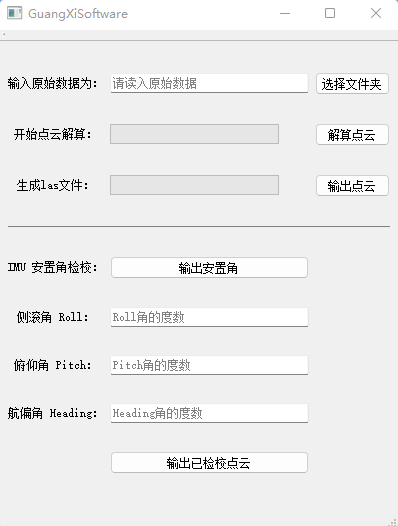 GuangXiSoftware
输入原始数据为: 请读入原始数据 选择文件夹
开始点云解算: 解算点云
生成las文件: 输出点云
IMU 安置角检校: 输出安置角
侧滚角 Roll: Roll角的度数
俯仰角 Pitch: Pitch角的度数
航偏角 Heading: Heading角的度数
输出已检校点云